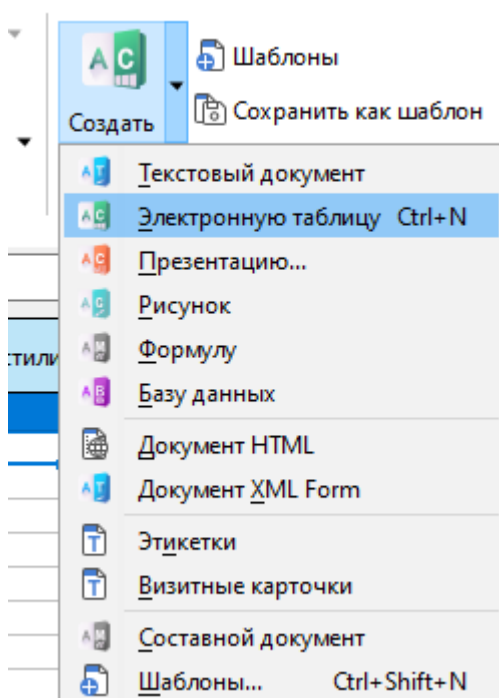 Создать
Шаблоны
Сохранить как шаблон
Текстовый документ
Электронную таблицу Ctrl+N
Презентацию...
Рисунок
Формулу
Базу данных
Документ HTML
Документ XML Form
Этикетки
Визитные карточки
Составной документ
Шаблоны... Ctrl+Shift+N